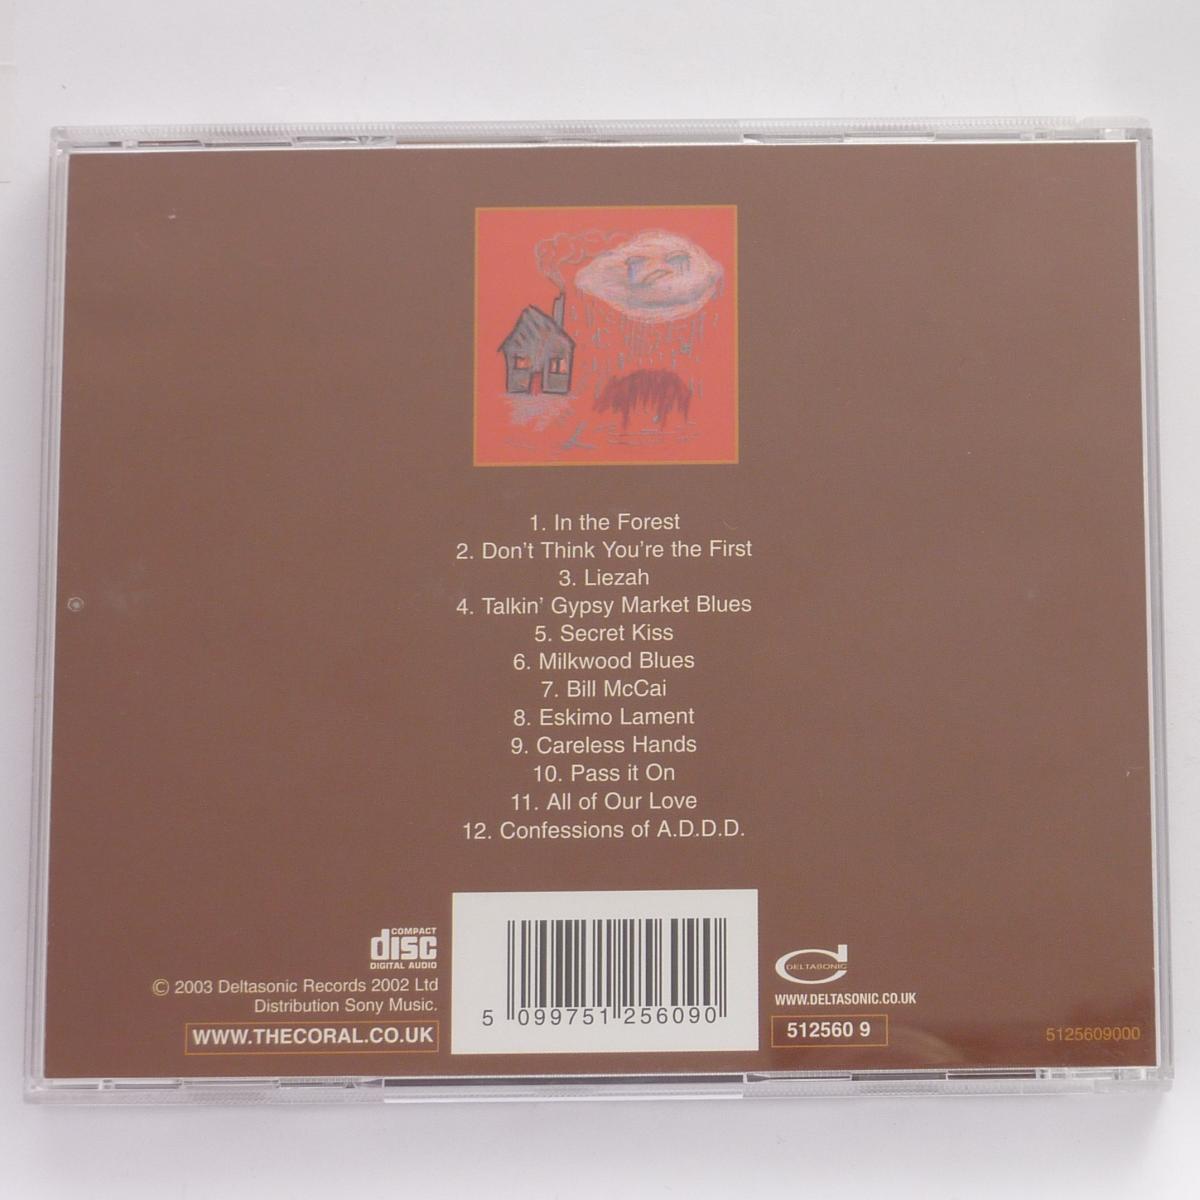 1. In the Forest
2. Don't Think You're the First
3. Liezah
4. Talkin' Gypsy Market Blues
5. Secret Kiss
6. Milkwood Blues
7. Bill McCai
8. Eskimo Lament
9. Careless Hands
10. Pass it On
11. All of Our Love
12. Confessions of A.D.D.D.
COMPACT
disc
DIGITAL AUDIO
© 2003 Deltasonic Records 2002 Ltd
Distribution Sony Music.
WWW.THECORAL.CO.UK
5 099751 256090
DELTASONIC
WWW.DELTASONIC.CO.UK
512560 9
5125609000